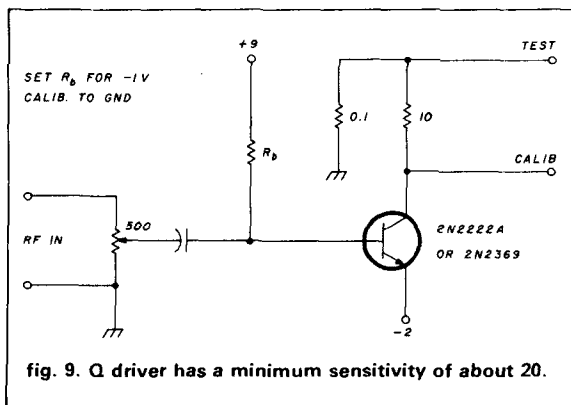 +9
TEST
SET Rb FOR -1V
CALIB. TO GND
0.1
10
Rb
CALIB
500
RF IN
2N2222A
OR 2N2369
-2
fig. 9. Q driver has a minimum sensitivity of about 20.